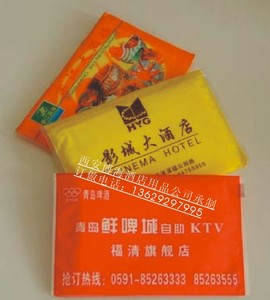 HYG
影城大酒店
CINEMA HOTEL
西安博尚酒店用品公司承制
订做电话：13629297995
青岛啤酒
青岛鲜啤城自助KTV
福清旗舰店
抢订热线：0591-85263333 85263555